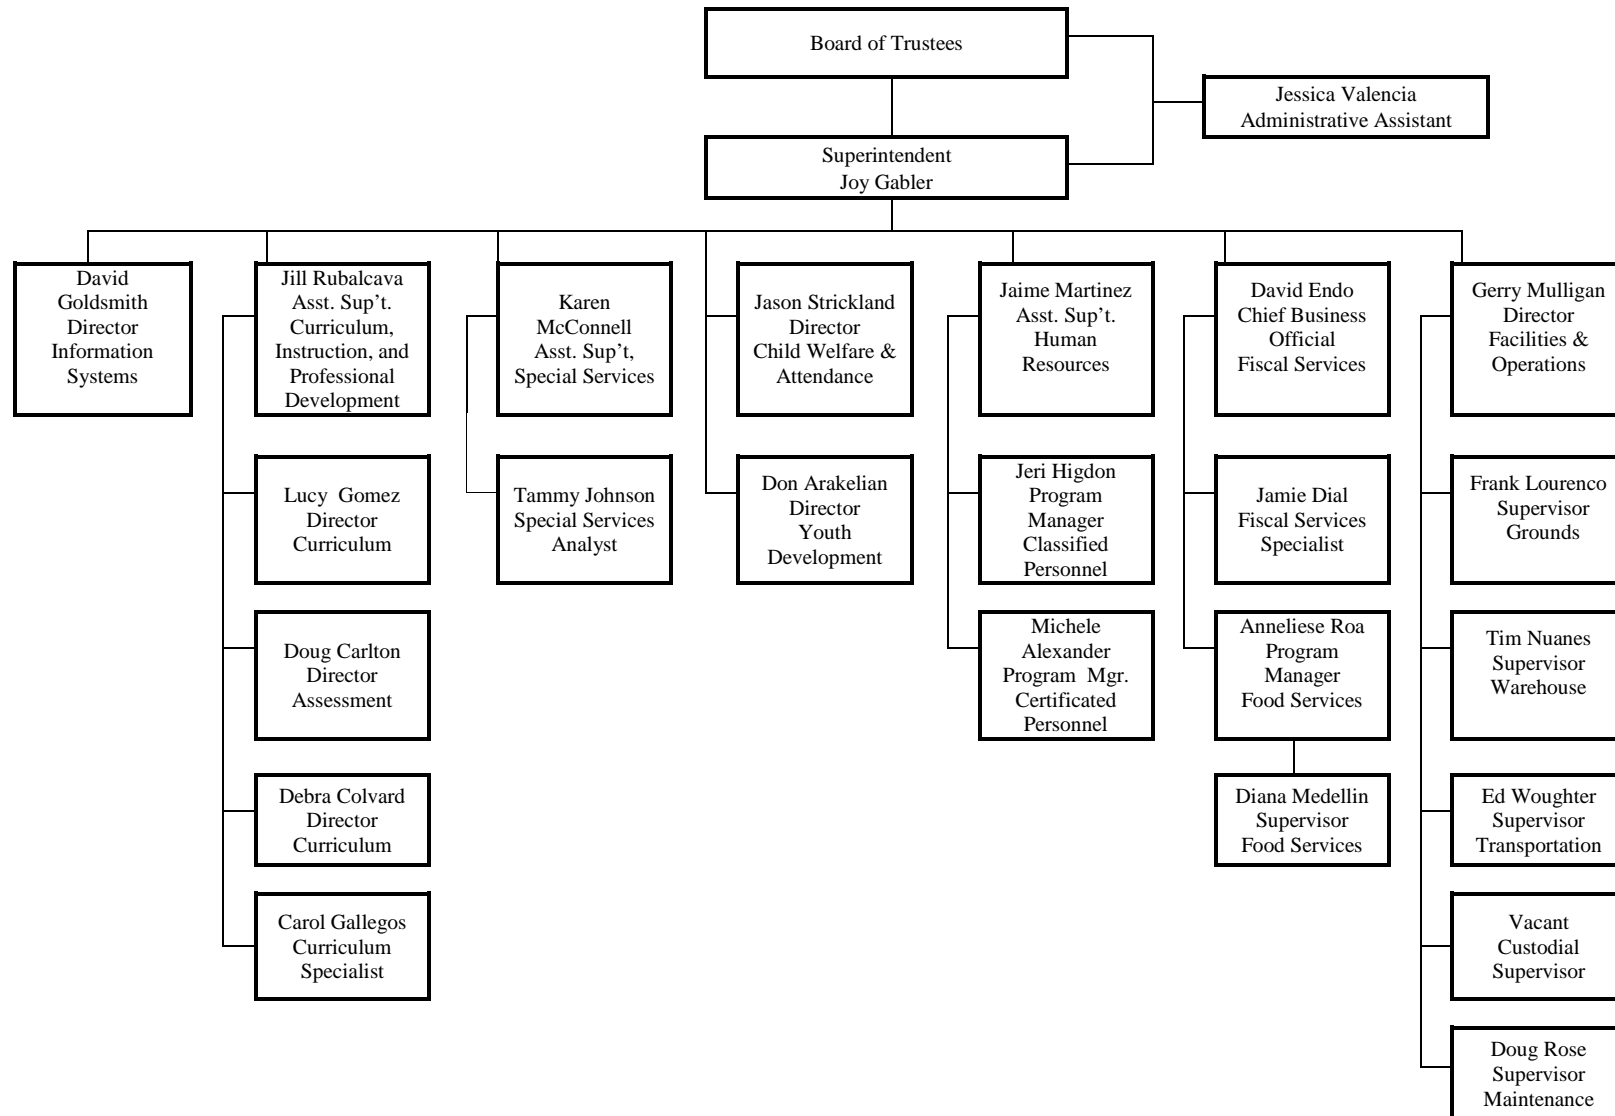 Board of Trustees
Jessica Valencia
Administrative Assistant
Superintendent
Joy Gabler
David
Goldsmith
Director
Information
Systems
Jill Rubalcava
Asst. Sup’t.
Curriculum,
Instruction, and
Professional
Development
Karen
McConnell
Asst. Sup’t,
Special Services
Jason Strickland
Director
Child Welfare &
Attendance
Jaime Martinez
Asst. Sup’t.
Human
Resources
David Endo
Chief Business
Official
Fiscal Services
Gerry Mulligan
Director
Facilities &
Operations
Lucy Gomez
Director
Curriculum
Tammy Johnson
Special Services
Analyst
Don Arakelian
Director
Youth
Development
Jeri Higdon
Program
Manager
Classified
Personnel
Jamie Dial
Fiscal Services
Specialist
Frank Lourenco
Supervisor
Grounds
Doug Carlton
Director
Assessment
Michele
Alexander
Program Mgr.
Certificated
Personnel
Anneliese Roa
Program
Manager
Food Services
Tim Nuanes
Supervisor
Warehouse
Debra Colvard
Director
Curriculum
Diana Medellin
Supervisor
Food Services
Ed Woughter
Supervisor
Transportation
Carol Gallegos
Curriculum
Specialist
Vacant
Custodial
Supervisor
Doug Rose
Supervisor
Maintenance